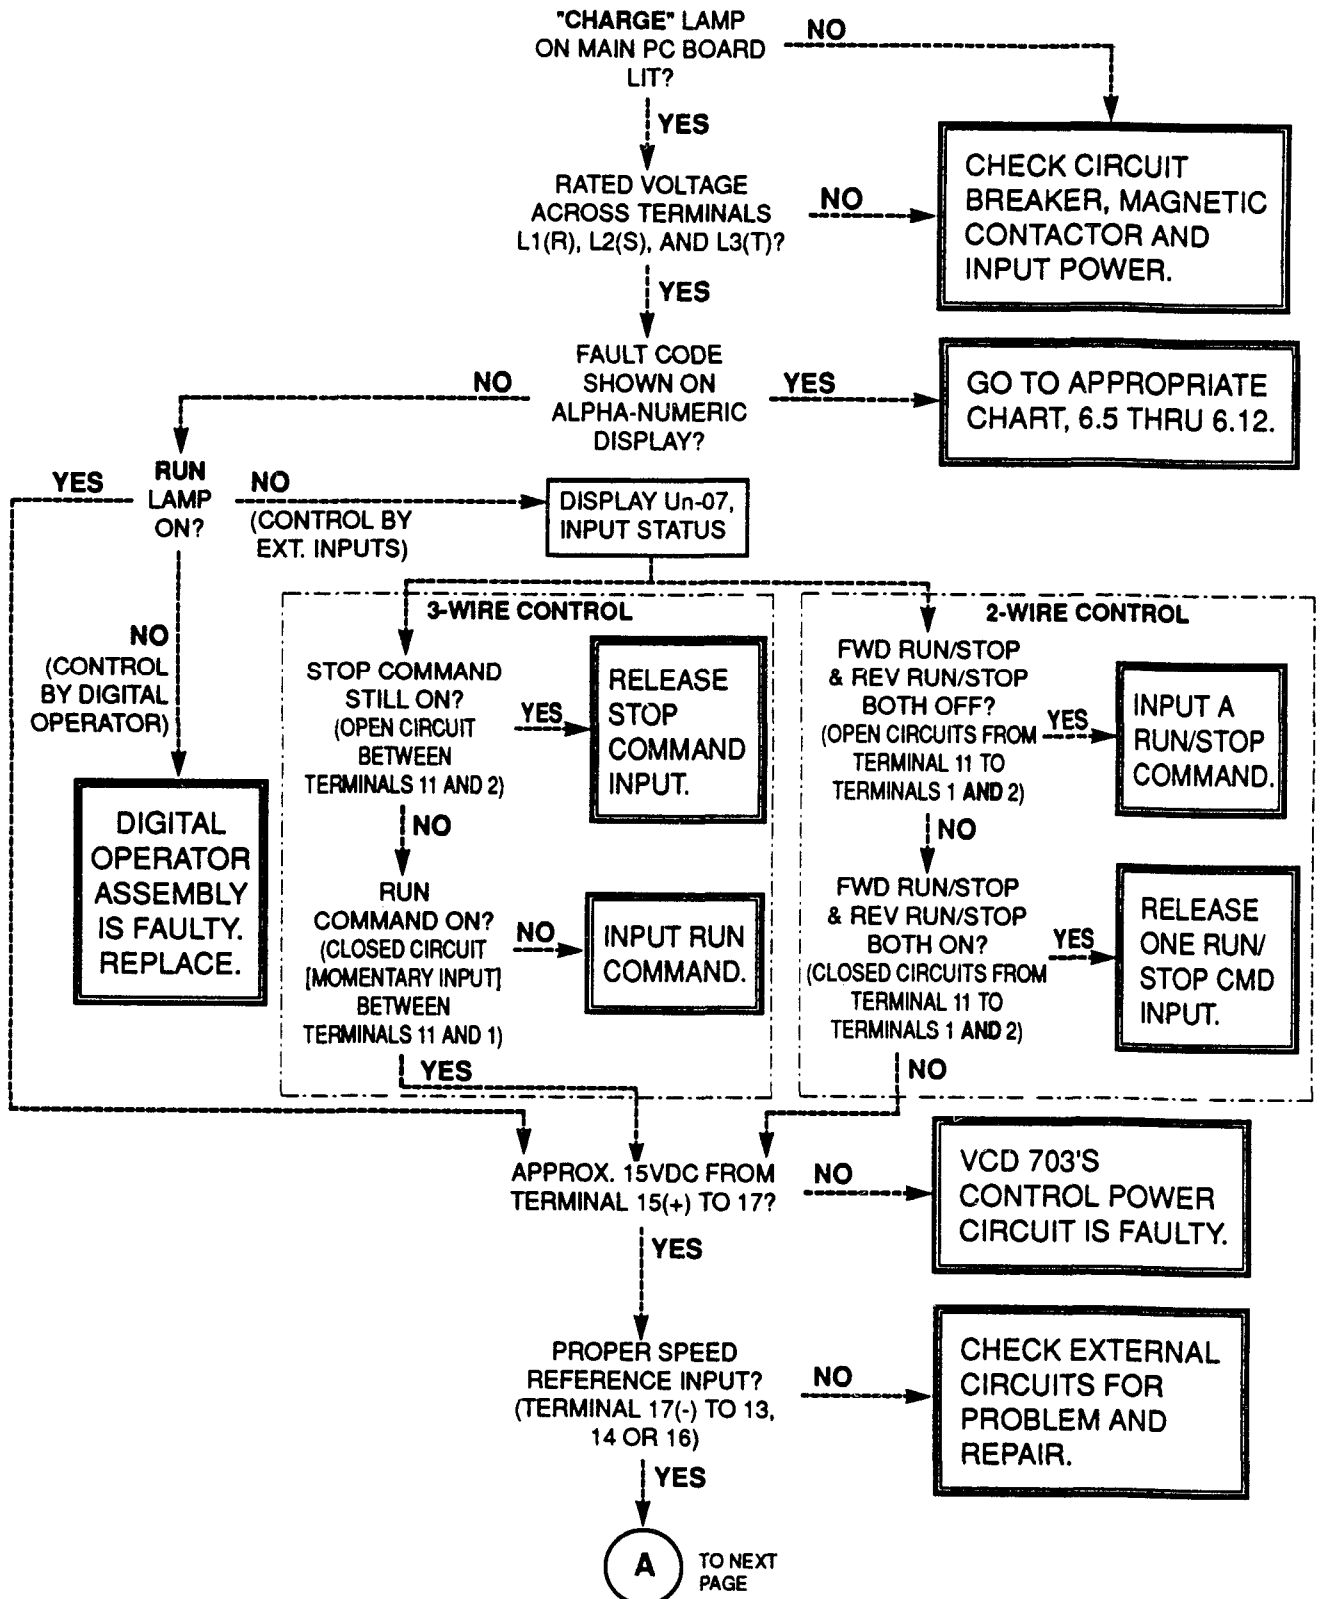 "CHARGE" LAMP
ON MAIN PC BOARD
LIT?
NO
YES
RATED VOLTAGE
ACROSS TERMINALS
L1(R), L2(S), AND L3(T)?
NO
CHECK CIRCUIT
BREAKER, MAGNETIC
CONTACTOR AND
INPUT POWER.
YES
FAULT CODE
SHOWN ON
ALPHA-NUMERIC
DISPLAY?
NO
YES
GO TO APPROPRIATE
CHART, 6.5 THRU 6.12.
YES
RUN
LAMP
ON?
NO
(CONTROL BY
EXT. INPUTS)
DISPLAY Un-07,
INPUT STATUS
NO
(CONTROL
BY DIGITAL
OPERATOR)
DIGITAL
OPERATOR
ASSEMBLY
IS FAULTY.
REPLACE.
3-WIRE CONTROL
STOP COMMAND
STILL ON?
(OPEN CIRCUIT
BETWEEN
TERMINALS 11 AND 2)
YES
RELEASE
STOP
COMMAND
INPUT.
NO
RUN
COMMAND ON?
(CLOSED CIRCUIT
[MOMENTARY INPUT]
BETWEEN
TERMINALS 11 AND 1)
NO
INPUT RUN
COMMAND.
YES
2-WIRE CONTROL
FWD RUN/STOP
& REV RUN/STOP
BOTH OFF?
(OPEN CIRCUITS FROM
TERMINAL 11 TO
TERMINALS 1 AND 2)
YES
INPUT A
RUN/STOP
COMMAND.
NO
FWD RUN/STOP
& REV RUN/STOP
BOTH ON?
(CLOSED CIRCUITS FROM
TERMINAL 11 TO
TERMINALS 1 AND 2)
YES
RELEASE
ONE RUN/
STOP CMD
INPUT.
NO
APPROX. 15VDC FROM
TERMINAL 15(+) TO 17?
NO
VCD 703'S
CONTROL POWER
CIRCUIT IS FAULTY.
YES
PROPER SPEED
REFERENCE INPUT?
(TERMINAL 17(-) TO 13,
14 OR 16)
NO
CHECK EXTERNAL
CIRCUITS FOR
PROBLEM AND
REPAIR.
YES
A
TO NEXT
PAGE